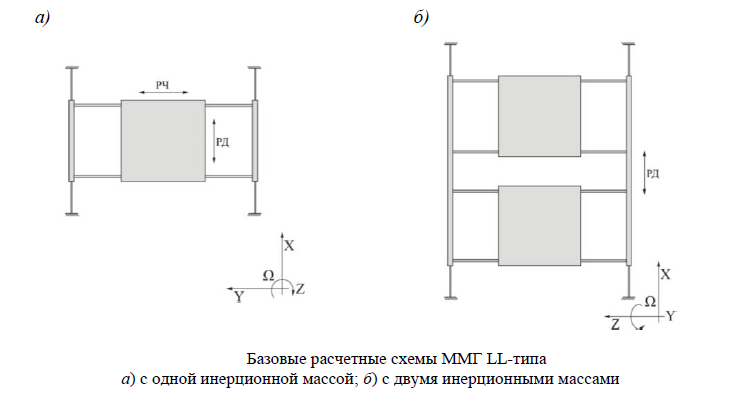 а)
б)
РЧ
РД
РД
X
Ω
Y
Z
X
Ω
Z
Y
Базовые расчетные схемы ММГ LL-типа
а) с одной инерционной массой; б) с двумя инерционными массами